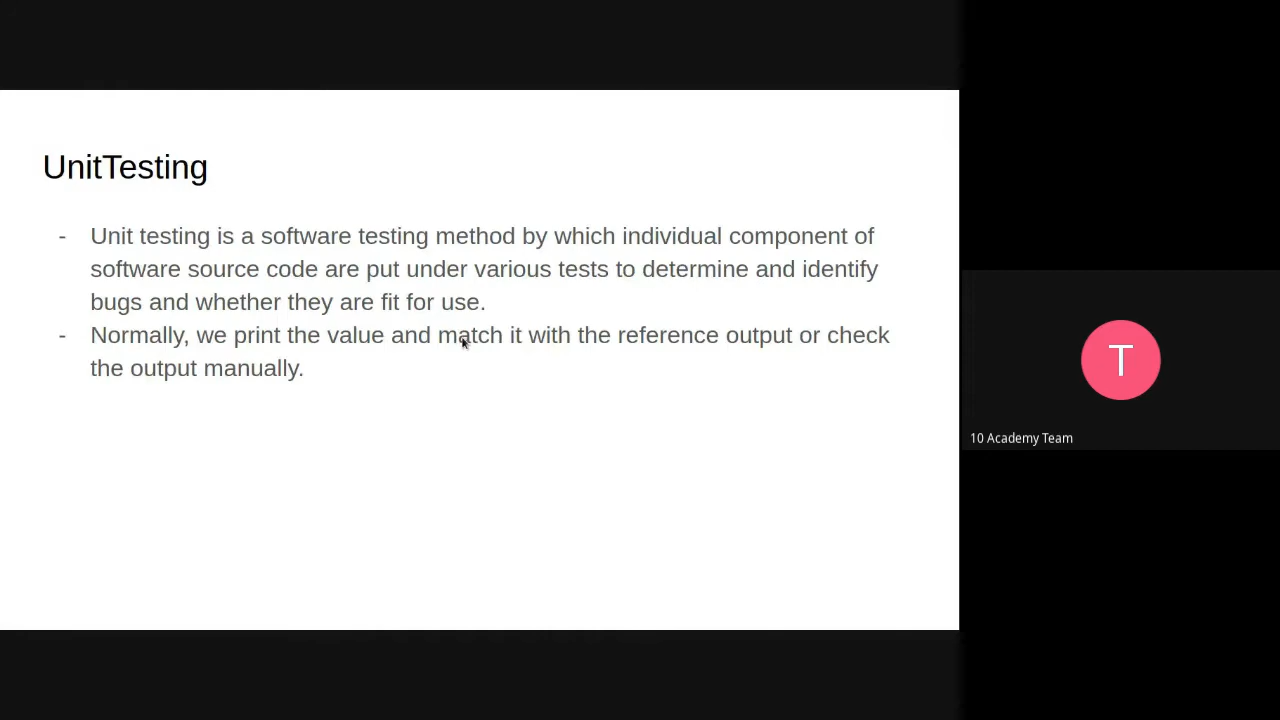 UnitTesting
- Unit testing is a software testing method by which individual component of
software source code are put under various tests to determine and identify
bugs and whether they are fit for use.
- Normally, we print the value and match it with the reference output or check
the output manually.
T
10 Academy Team